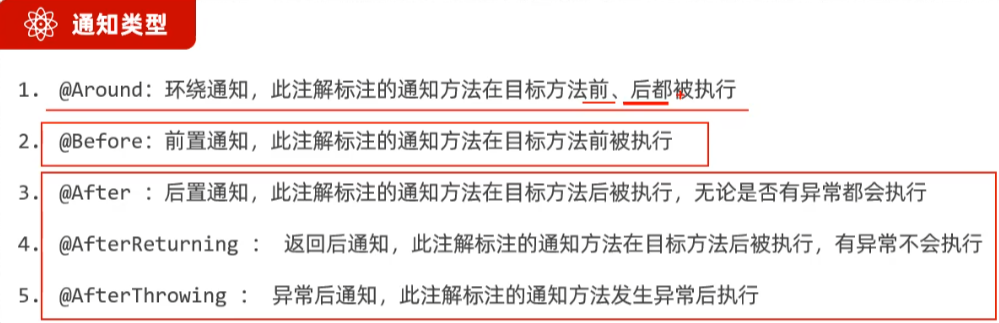 通知类型
1. @Around：环绕通知，此注解标注的通知方法在目标方法前、后都被执行
2. @Before：前置通知，此注解标注的通知方法在目标方法前被执行
3. @After ：后置通知，此注解标注的通知方法在目标方法后被执行，无论是否有异常都会执行
4. @AfterReturning ： 返回后通知，此注解标注的通知方法在目标方法后被执行，有异常不会执行
5. @AfterThrowing ： 异常后通知，此注解标注的通知方法发生异常后执行